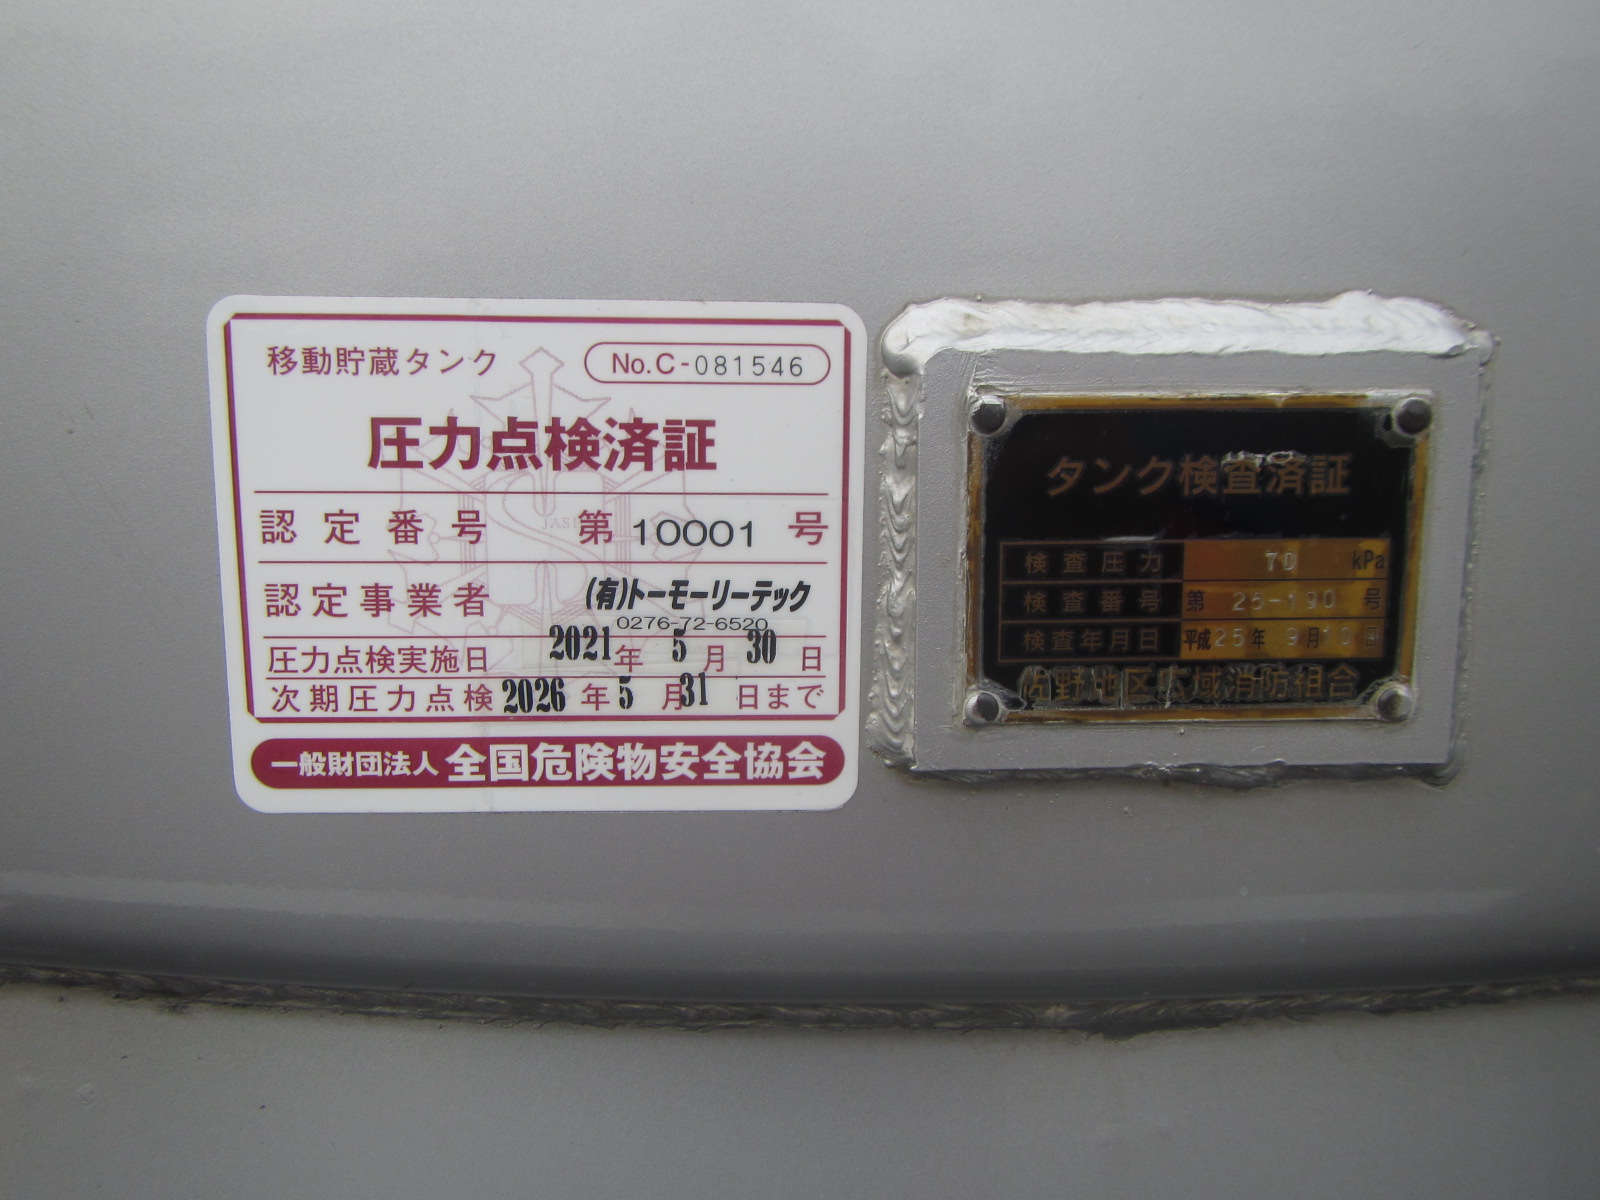 移動貯蔵タンク
No.C-081546
圧力点検済証
認定番号 第 10001 号
認定事業者 (有)トーモーリーテック
0276-72-6520
圧力点検実施日 2021年 5月 30日
次期圧力点検 2026年 5月 31日まで
一般財団法人 全国危険物安全協会
タンク検査済証
検査圧力 70 kPa
検査番号 第 25-190 号
検査年月日 平成25年 9月10日
佐野地区広域消防組合